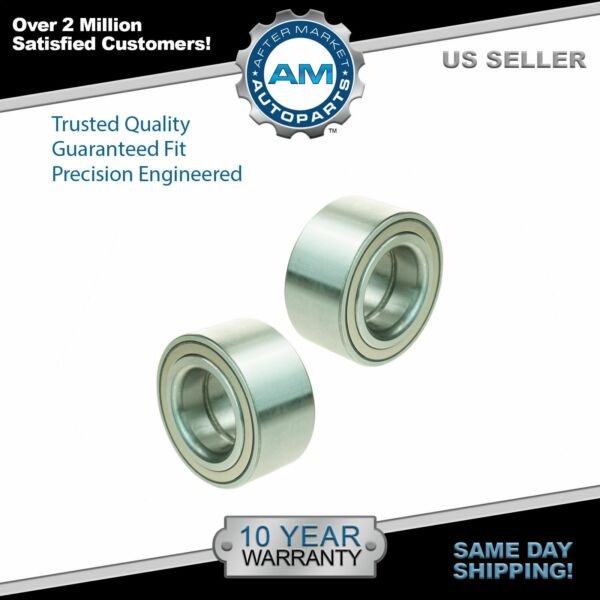 Over 2 Million
Satisfied Customers!
AFTER MARKET
AM
AUTOPARTS
™
US SELLER
Trusted Quality
Guaranteed Fit
Precision Engineered
10 YEAR
WARRANTY
SAME DAY
SHIPPING!